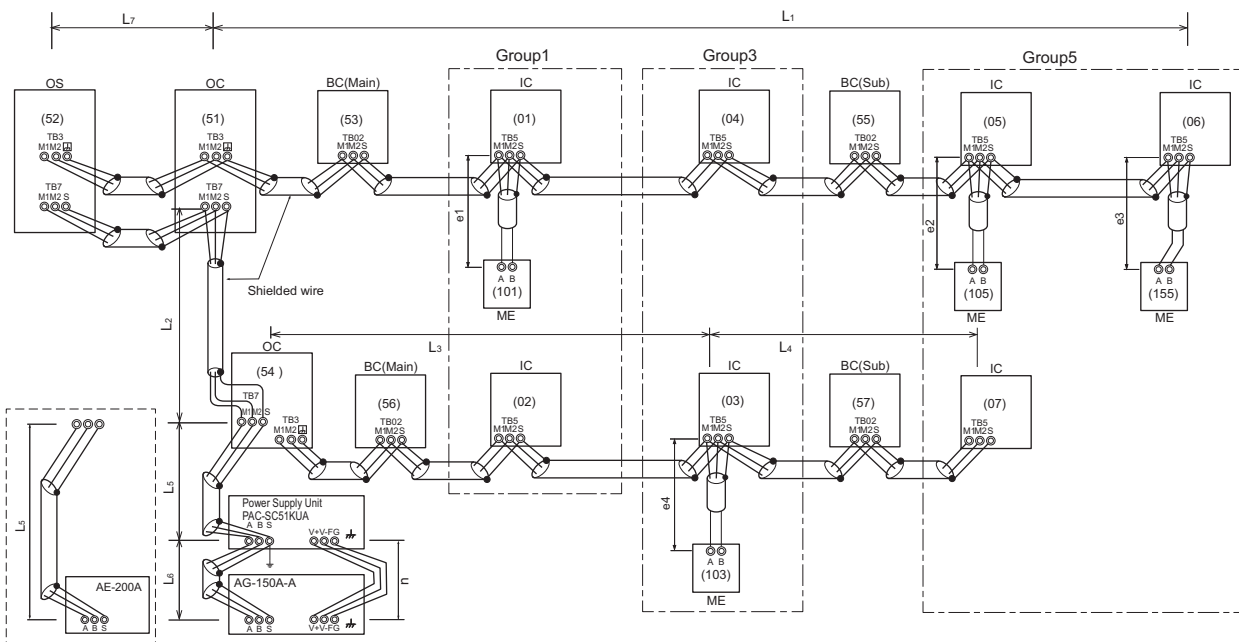 L7
L1
Group1
Group3
Group5
OS
OC
BC(Main)
IC
IC
BC(Sub)
IC
IC
(52)
(51)
(53)
(01)
(04)
(55)
(05)
(06)
TB3
M1M2
TB3
M1M2
TB02
M1M2S
TB5
M1M2S
TB5
M1M2S
TB02
M1M2S
TB5
M1M2S
TB5
M1M2S
TB7
M1M2 S
TB7
M1M2 S
e1
e2
e3
A B
(101)
ME
A B
(105)
ME
A B
(155)
ME
Shielded wire
L2
L3
L4
OC
BC(Main)
IC
IC
BC(Sub)
IC
(54 )
(56)
(02)
(03)
(57)
(07)
TB7
M1M2 S
TB3
M1M2
TB02
M1M2S
TB5
M1M2S
TB5
M1M2S
TB02
M1M2S
TB5
M1M2S
L5
L5
e4
Power Supply Unit
PAC-SC51KUA
A B S
V+V-FG
L6
n
AG-150A-A
A B S
V+V-FG
AE-200A
A B S
A B
(103)
ME